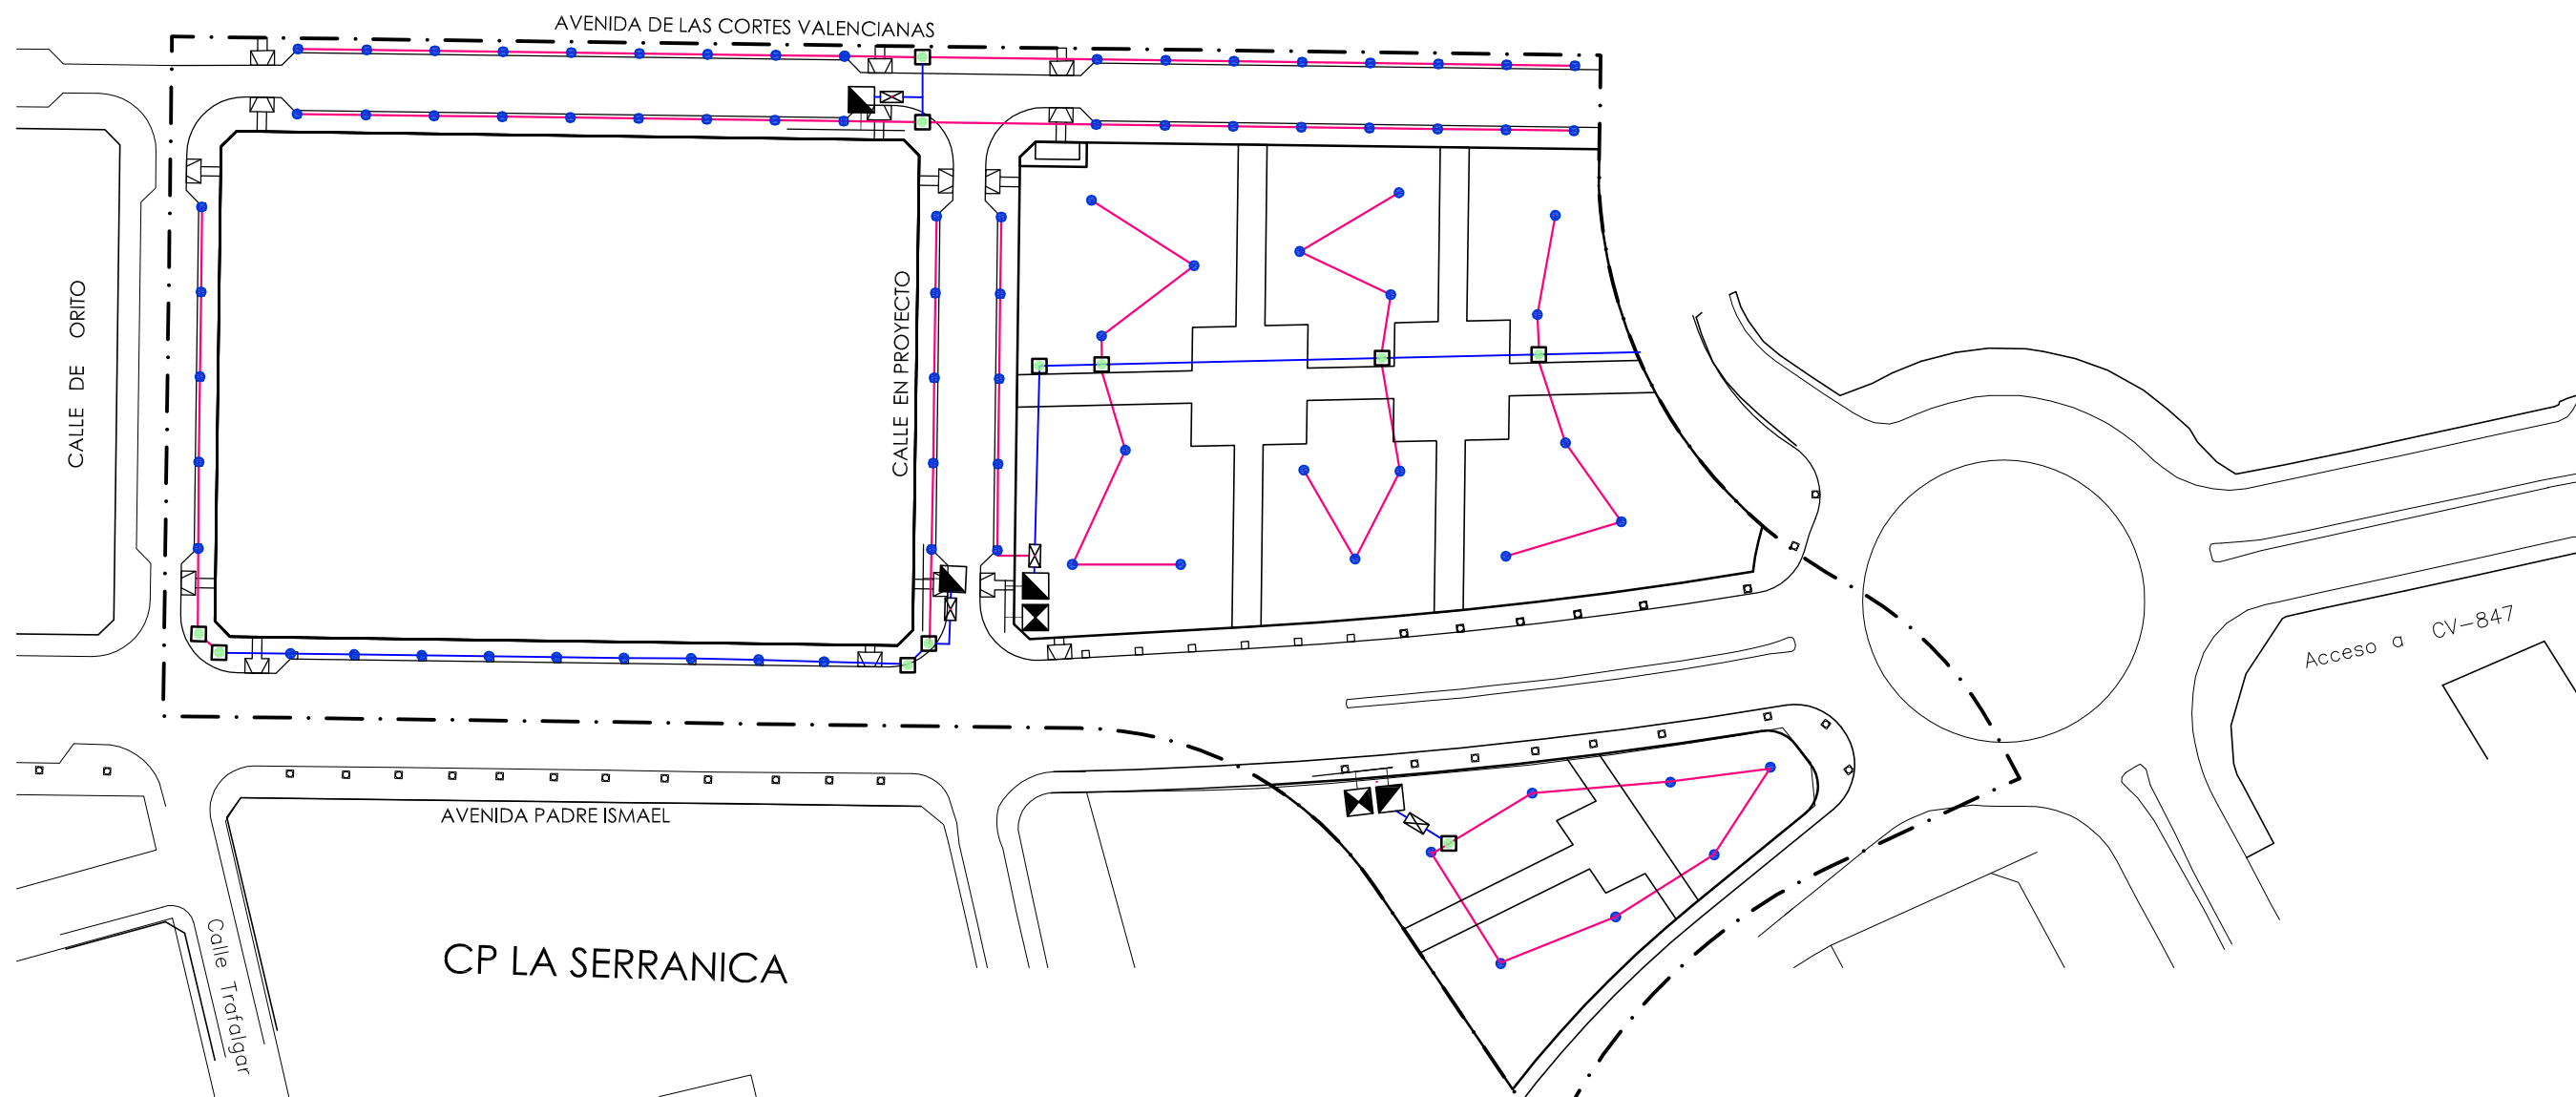 AVENIDA DE LAS CORTES VALENCIANAS
CALLE DE ORITO
CALLE EN PROYECTO
Acceso a CV-847
AVENIDA PADRE ISMAEL
CP LA SERRANICA
Calle Trafalgar